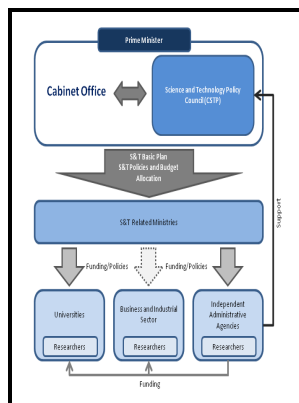 Prime Minister
Cabinet Office
Science and Technology Policy
Council (CSTP)
S&T Basic Plan
S&T Policies and Budget
Allocation
Support
S&T Related Ministries
Funding/Policies
Funding/Policies
Universities
Business and Industrial
Sector
Independent
Administrative
Agencies
Researchers
Researchers
Researchers
Funding